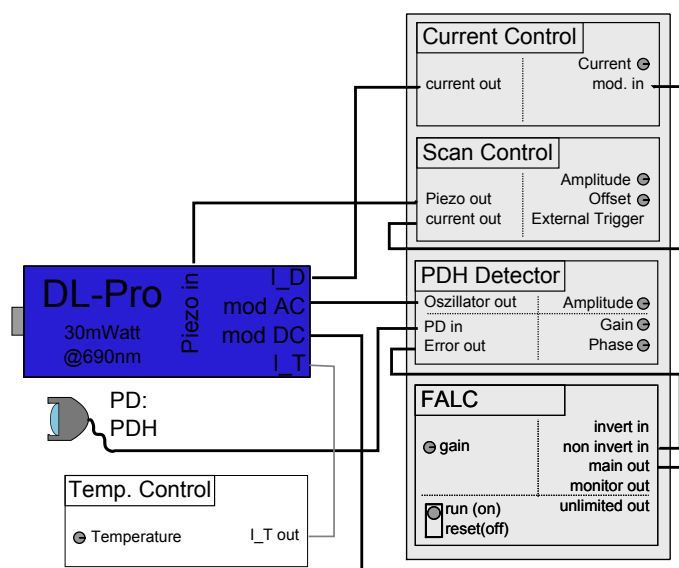 Current Control
Current
current out
mod. in
Scan Control
Amplitude
Piezo out
Offset
current out
External Trigger
DL-Pro
30mWatt
@690nm
Piezo in
I_D
mod AC
mod DC
I_T
PDH Detector
Oszillator out
Amplitude
PD in
Gain
Error out
Phase
PD:
PDH
FALC
invert in
gain
non invert in
main out
monitor out
unlimited out
run (on)
reset(off)
Temp. Control
Temperature
I_T out